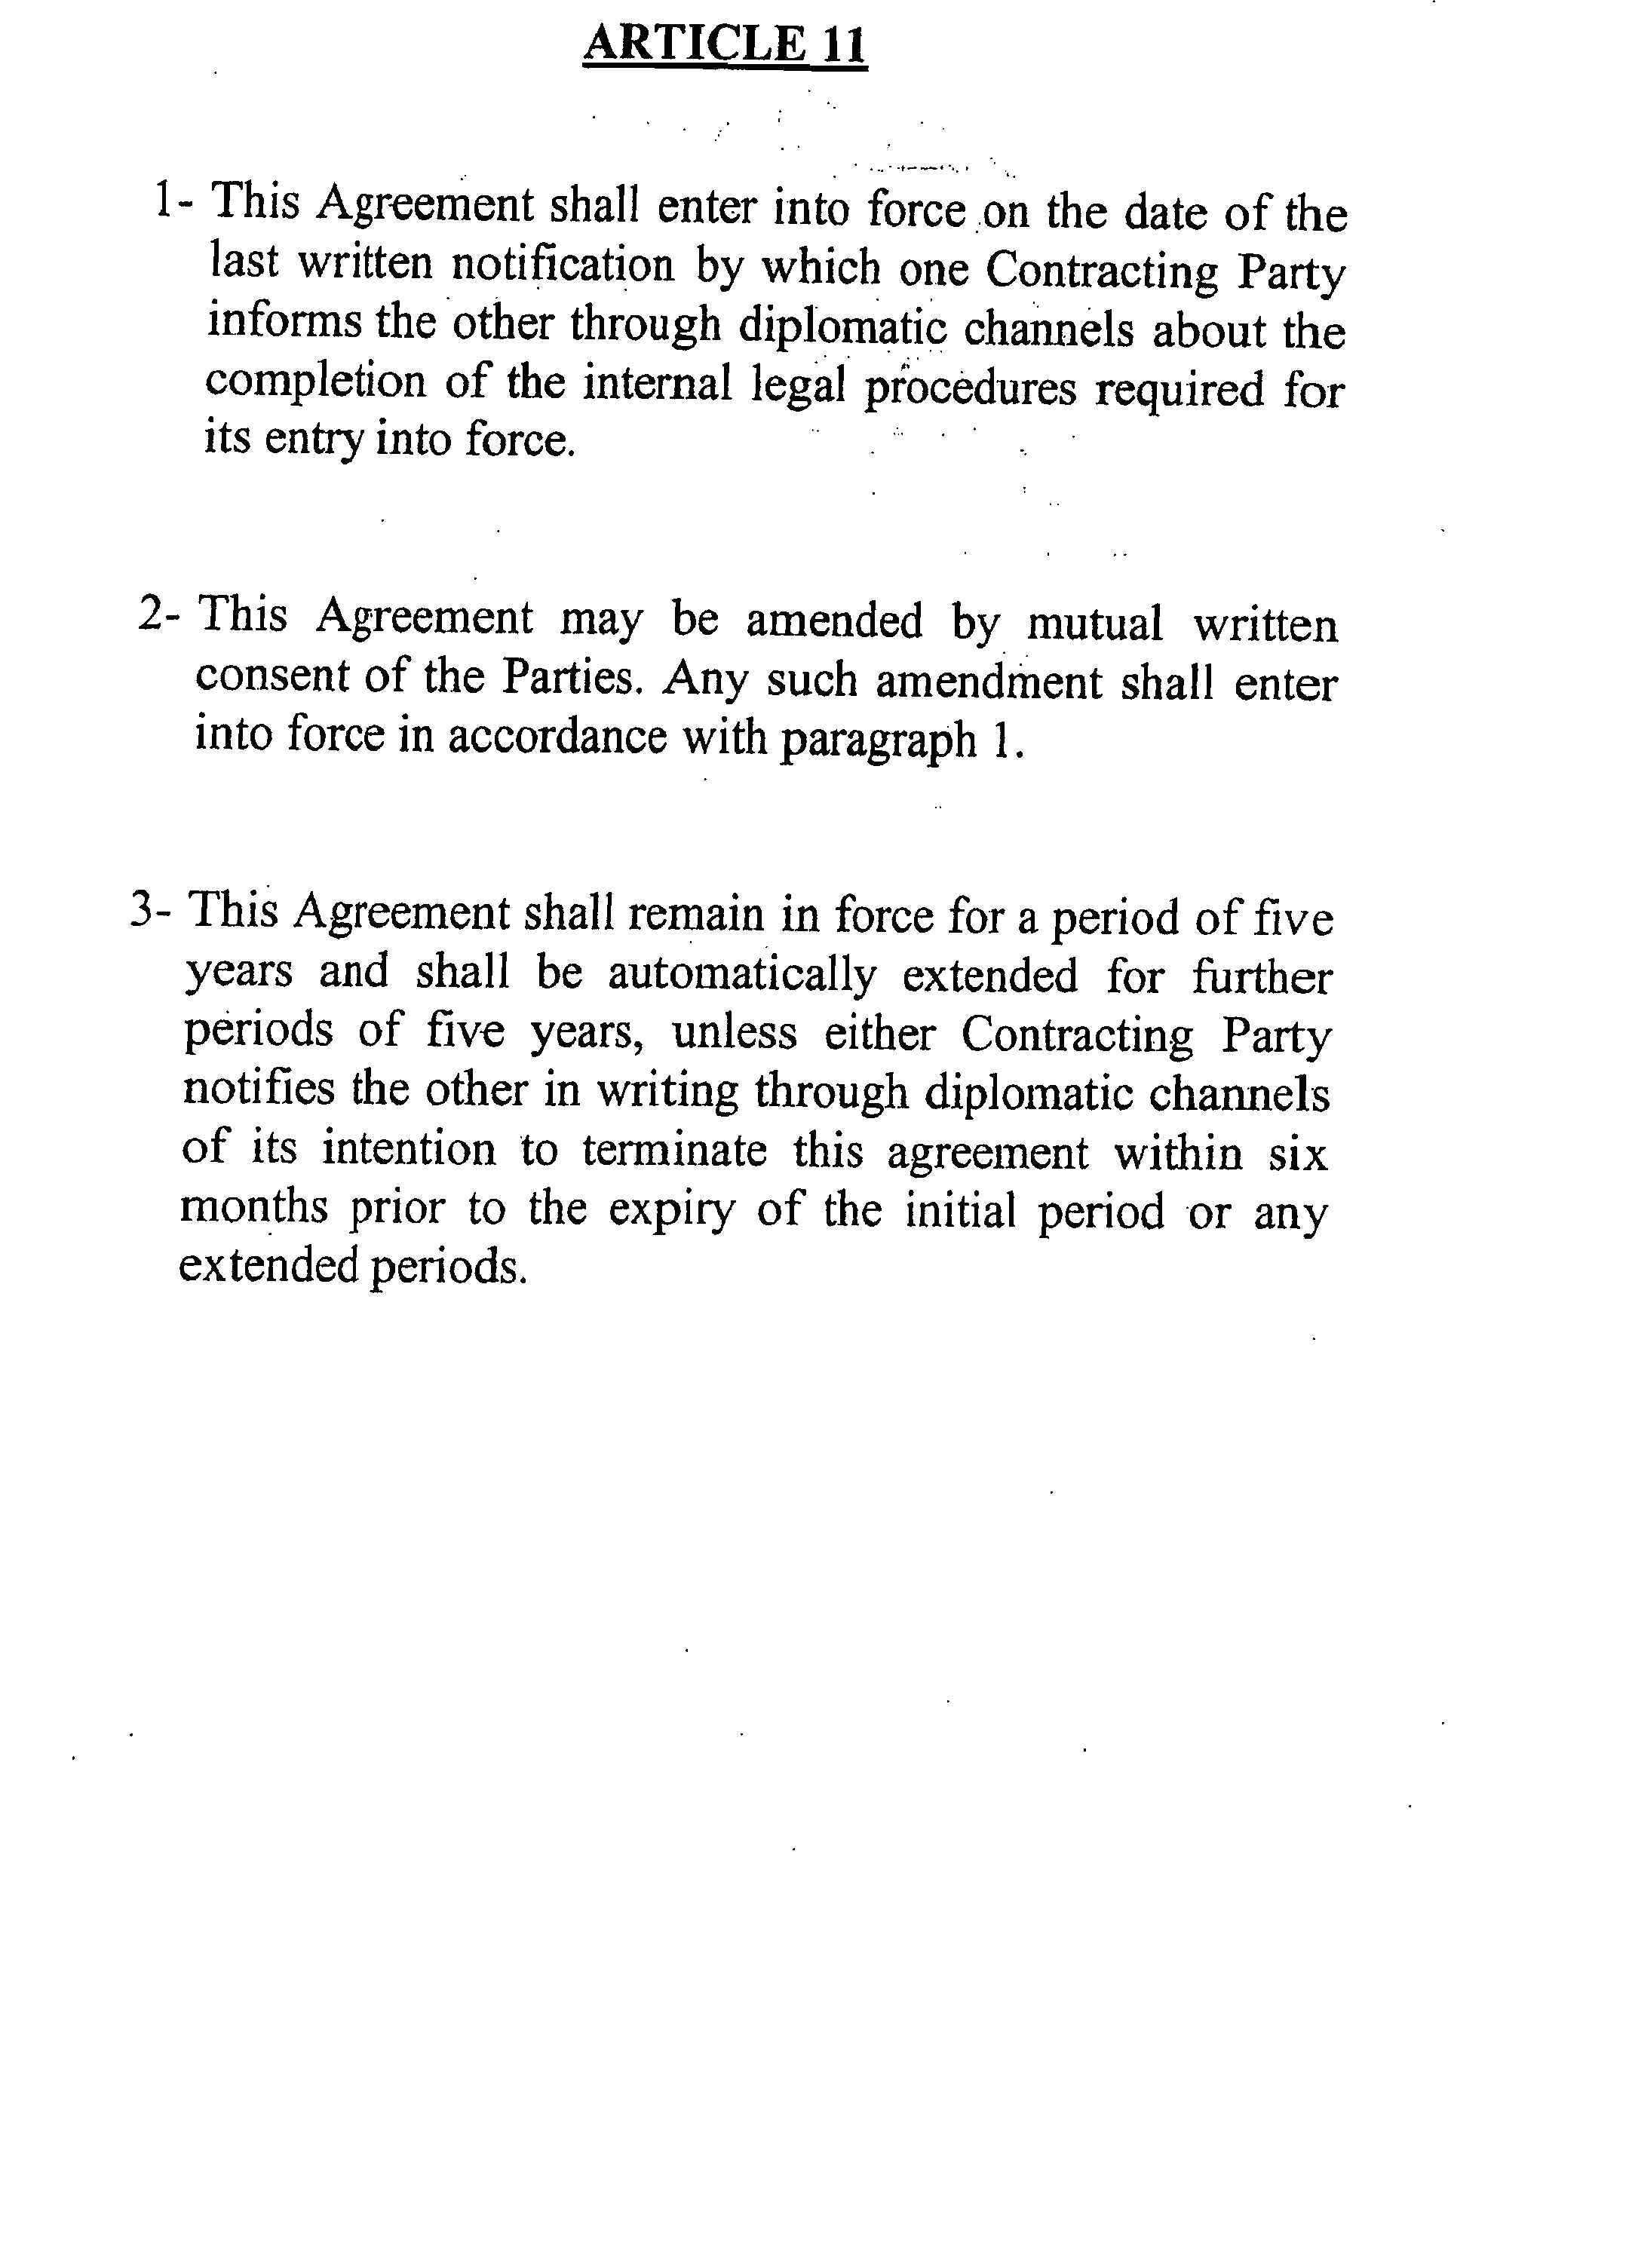 ARTICLE 11
1- This Agreement shall enter into force on the date of the
last written notification by which one Contracting Party
informs the other through diplomatic channels about the
completion of the internal legal procedures required for
its entry into force.
2- This Agreement may be amended by mutual written
consent of the Parties. Any such amendment shall enter
into force in accordance with paragraph 1.
3- This Agreement shall remain in force for a period of five
years and shall be automatically extended for further
periods of five years, unless either Contracting Party
notifies the other in writing through diplomatic channels
of its intention to terminate this agreement within six
months prior to the expiry of the initial period or any
extended periods.